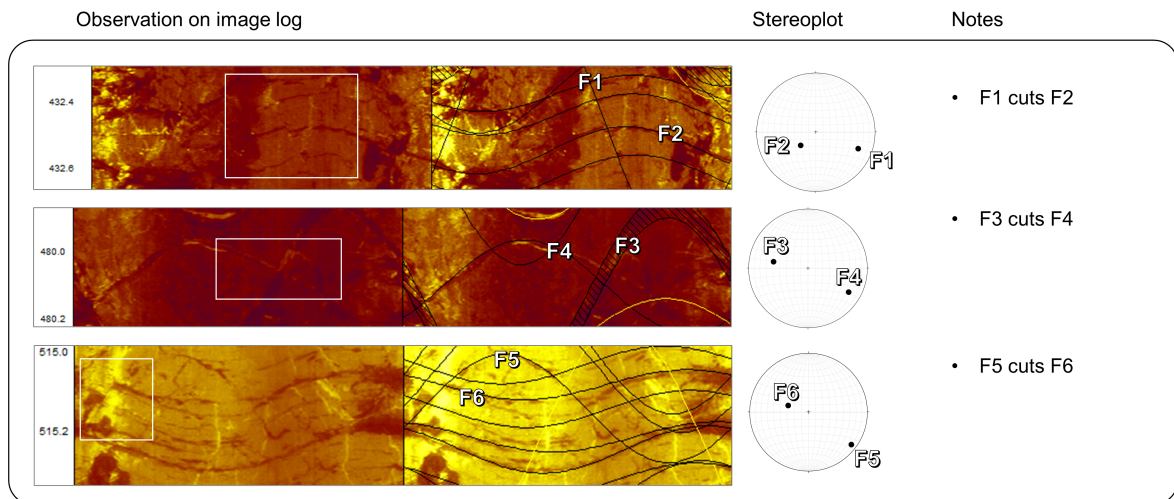 Observation on image log
Stereoplot
Notes
432.4
432.6
F1
F2
F2
F1
• F1 cuts F2
480.0
480.2
F4
F3
F3
F4
• F3 cuts F4
515.0
515.2
F5
F6
F6
F5
• F5 cuts F6